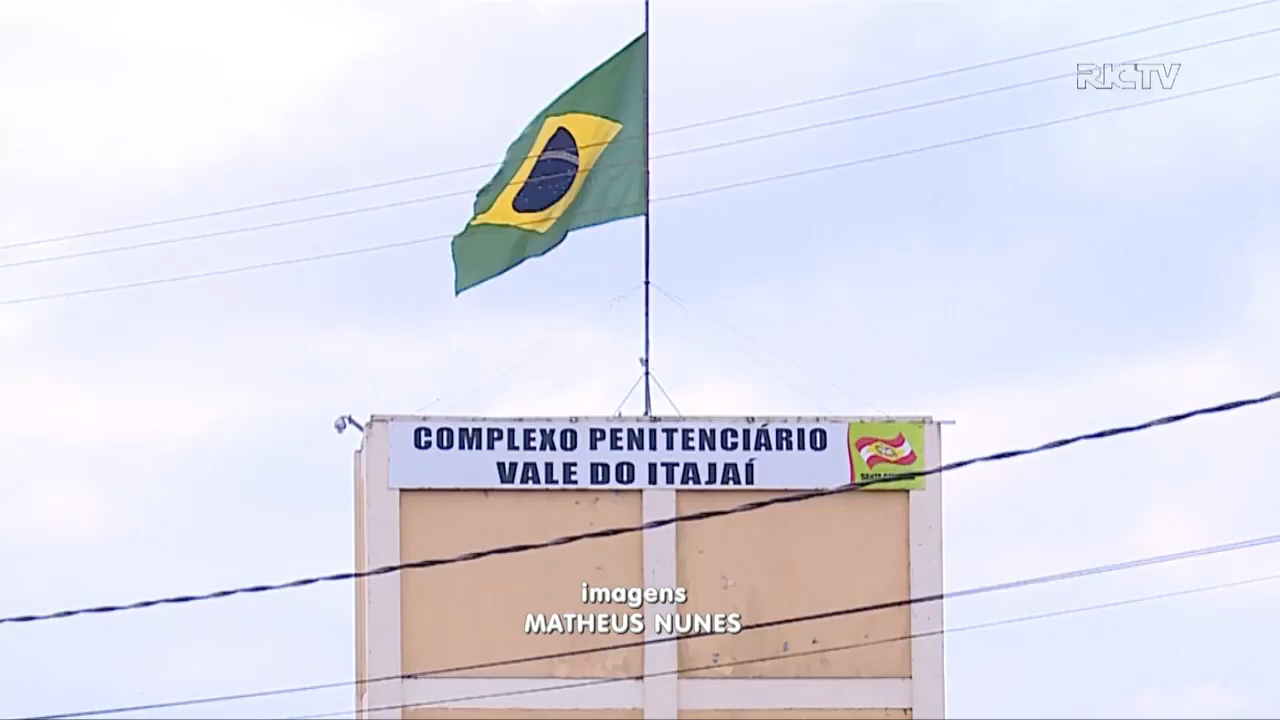 RICTV
COMPLEXO PENITENCIÁRIO
VALE DO ITAJAÍ
imagens
MATHEUS NUNES